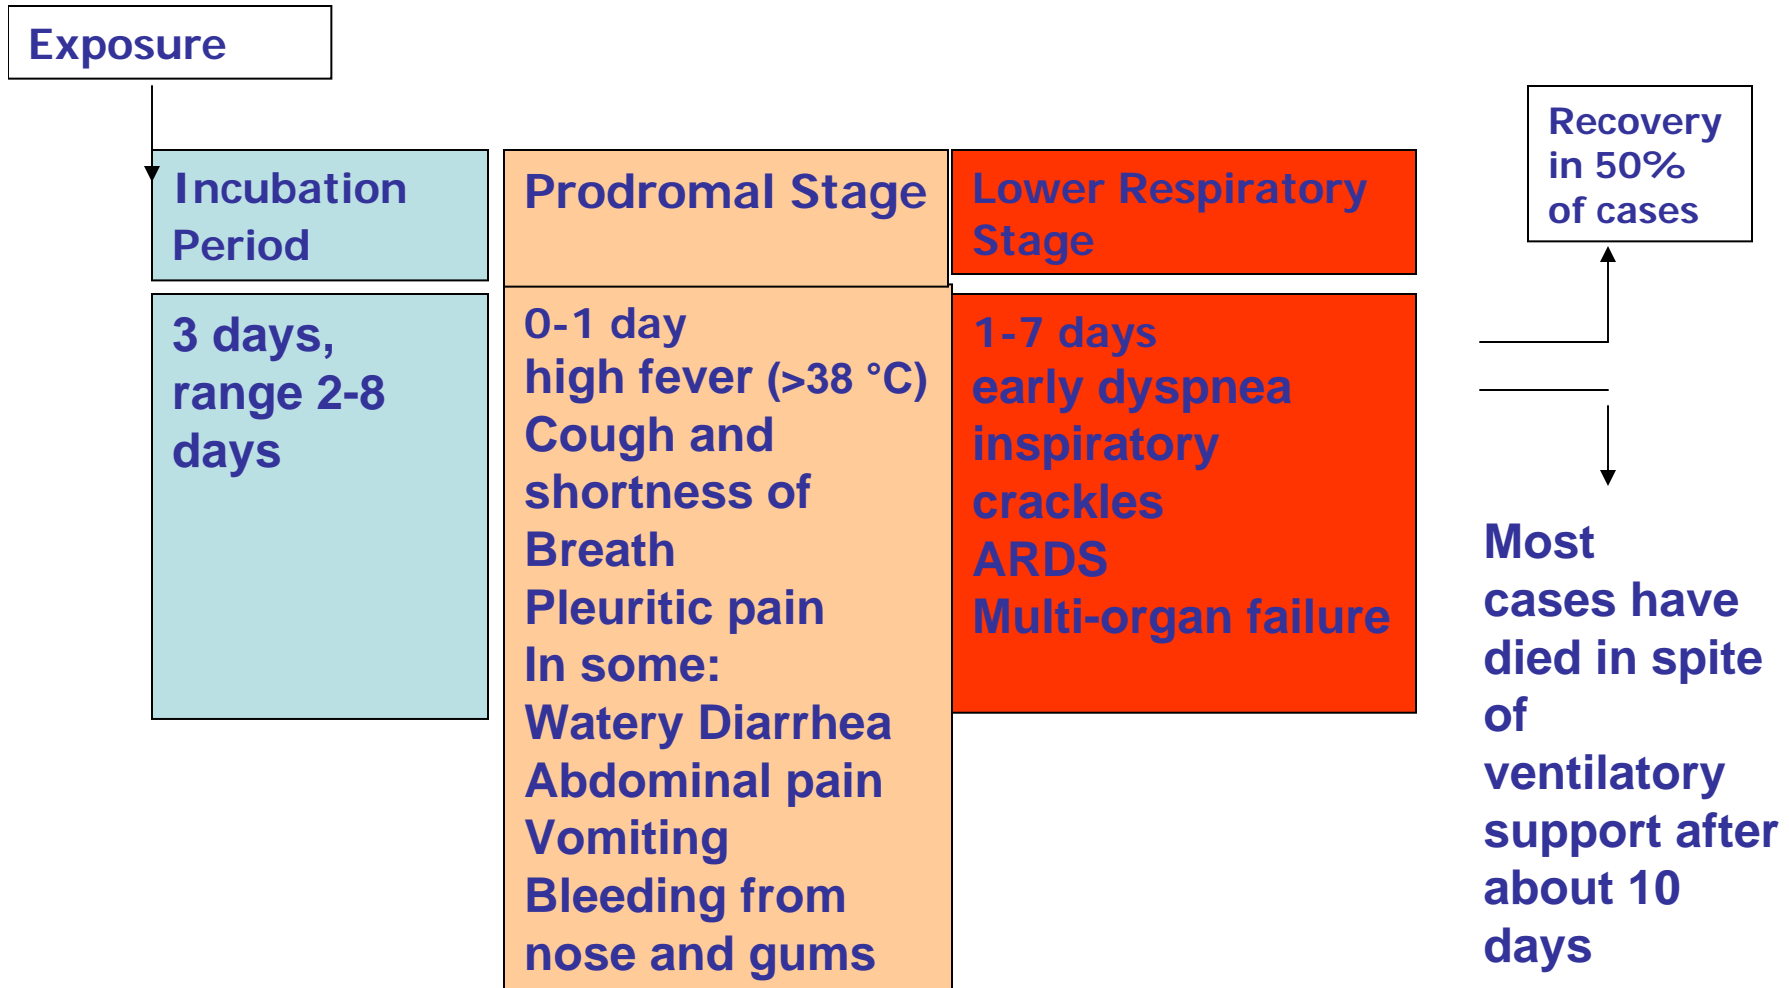 Exposure
Incubation
Period
3 days,
range 2-8
days
Prodromal Stage
0-1 day
high fever (>38 °C)
Cough and
shortness of
Breath
Pleuritic pain
In some:
Watery Diarrhea
Abdominal pain
Vomiting
Bleeding from
nose and gums
Lower Respiratory
Stage
1-7 days
early dyspnea
inspiratory
crackles
ARDS
Multi-organ failure
Recovery
in 50%
of cases
Most
cases have
died in spite
of
ventilatory
support after
about 10
days